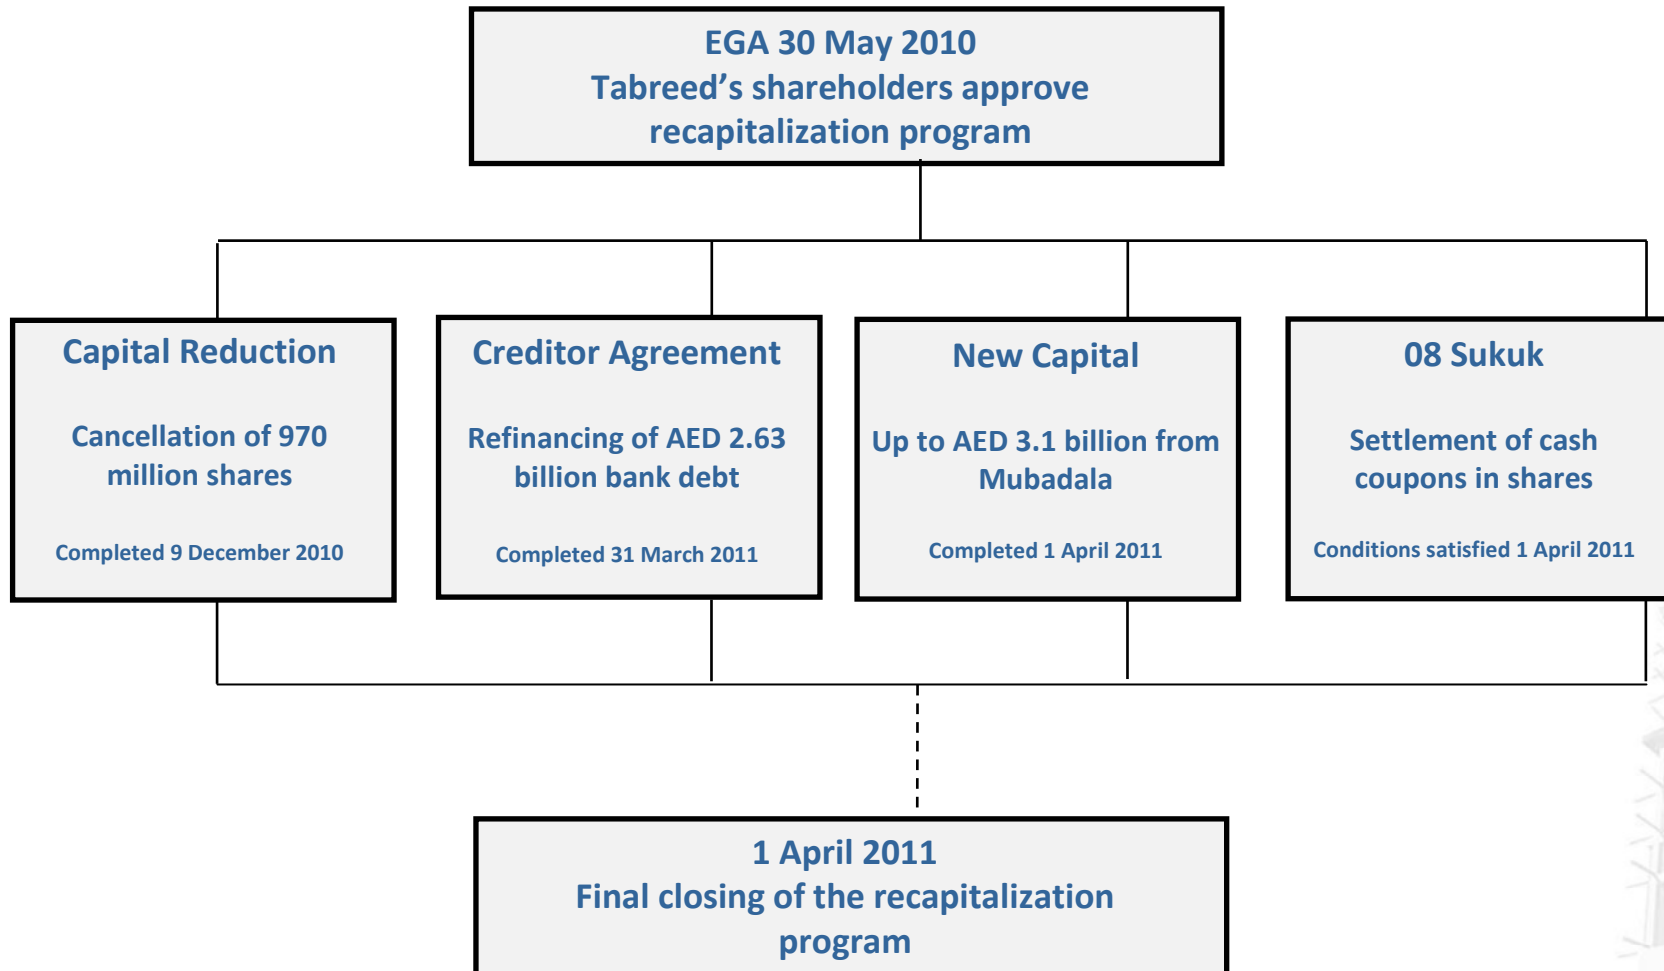 EGA 30 May 2010
Tabreed’s shareholders approve
recapitalization program
Capital Reduction
Cancellation of 970
million shares
Completed 9 December 2010
Creditor Agreement
Refinancing of AED 2.63
billion bank debt
Completed 31 March 2011
New Capital
Up to AED 3.1 billion from
Mubadala
Completed 1 April 2011
08 Sukuk
Settlement of cash
coupons in shares
Conditions satisfied 1 April 2011
1 April 2011
Final closing of the recapitalization
program